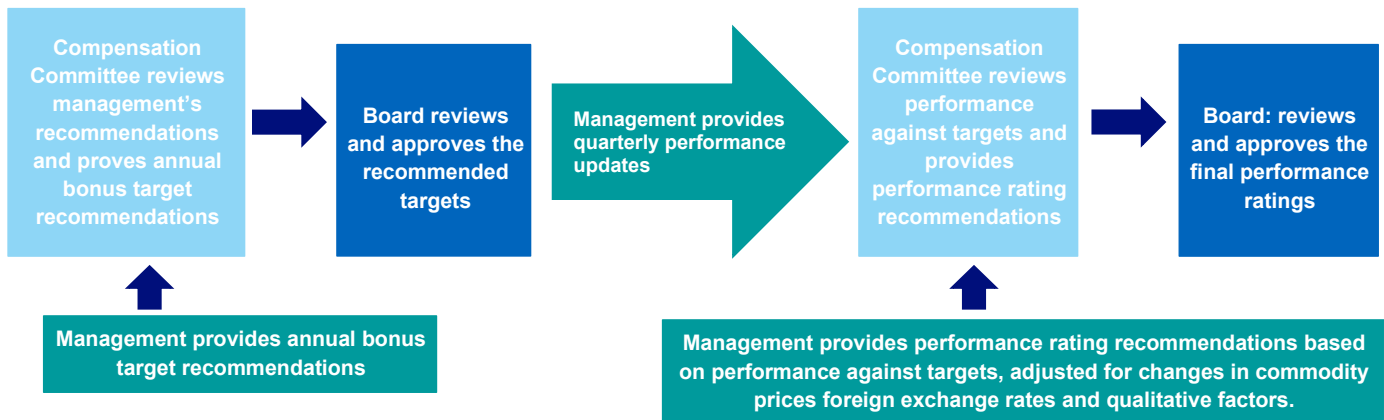 Compensation
Committee reviews
management’s
recommendations
and proves annual
bonus target
recommendations
Board reviews
and approves the
recommended
targets
Management provides
quarterly performance
updates
Compensation
Committee reviews
performance
against targets and
provides
performance rating
recommendations
Board: reviews
and approves the
final performance
ratings
Management provides annual bonus
target recommendations
Management provides performance rating recommendations based
on performance against targets, adjusted for changes in commodity
prices foreign exchange rates and qualitative factors.